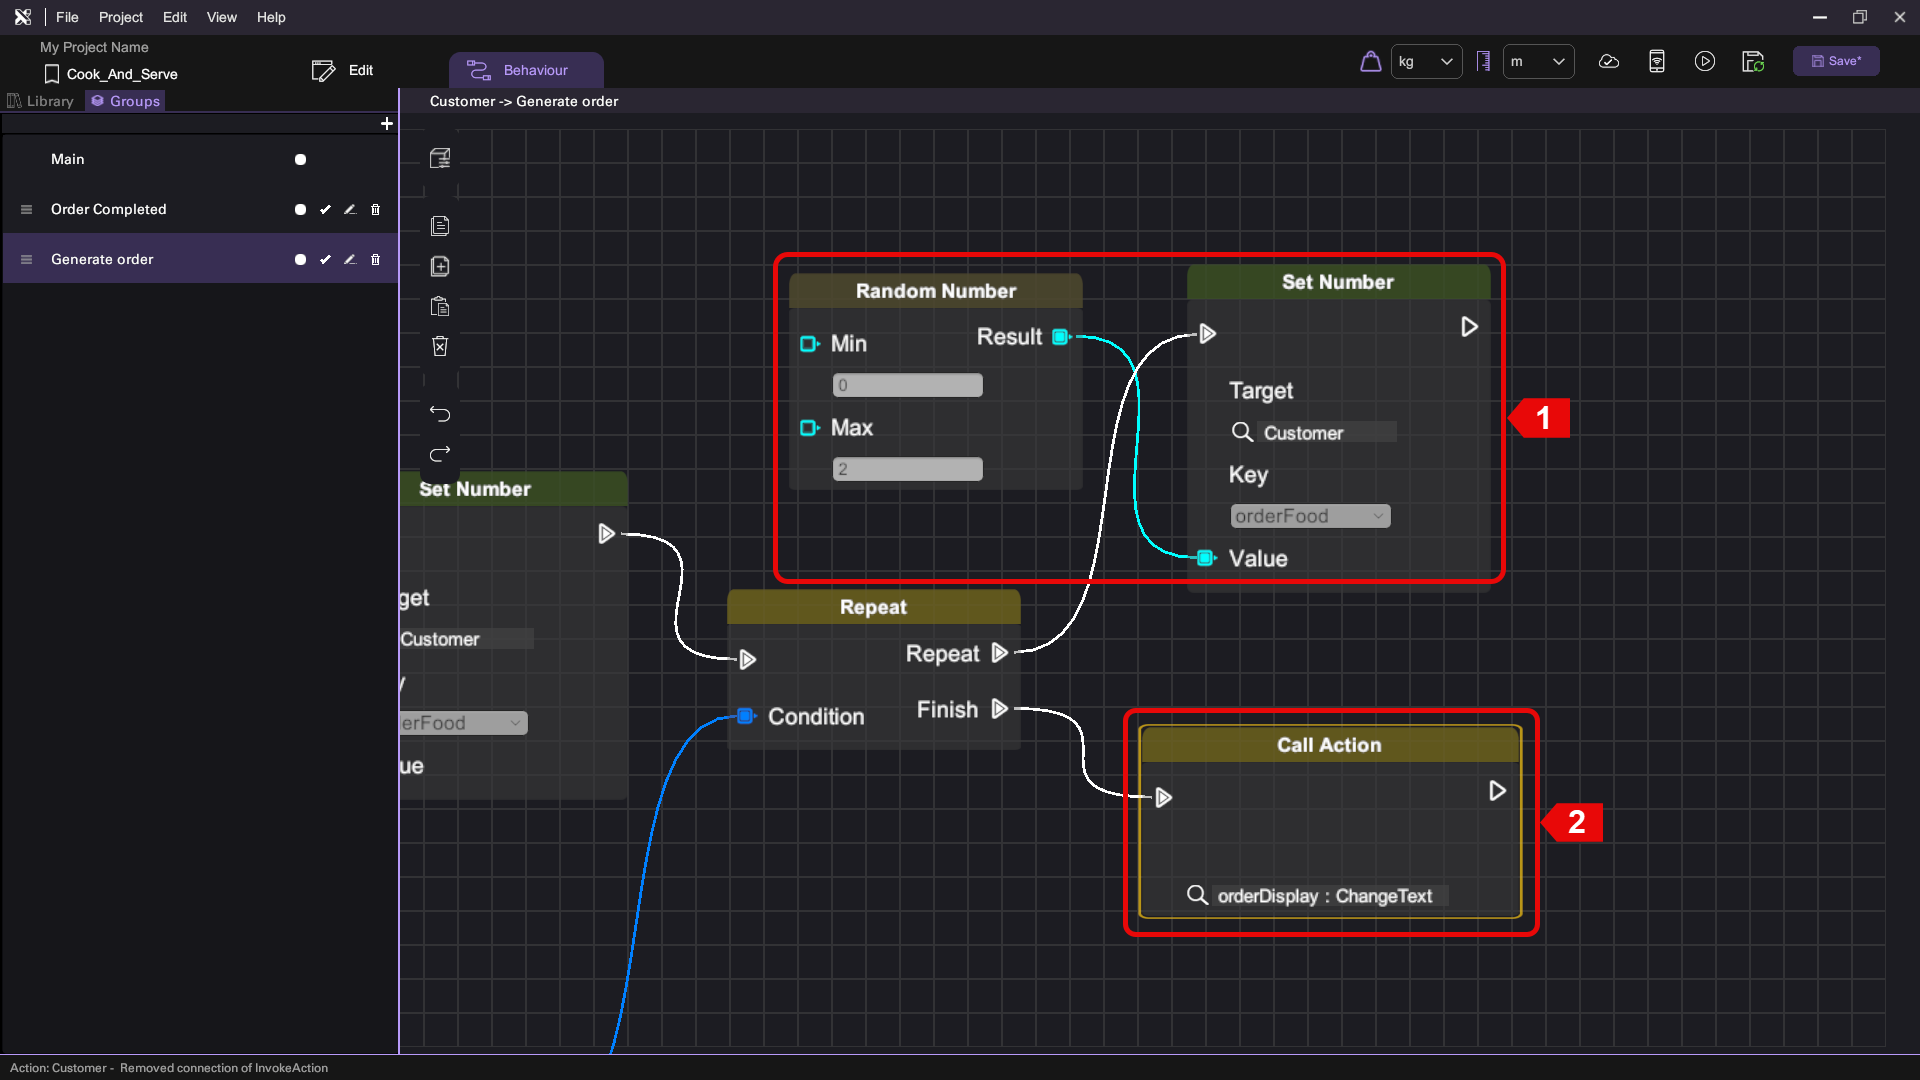 File Project Edit View Help
My Project Name
Cook_And_Serve
Edit
Behaviour
kg
m
Save*
Library Groups
Customer -> Generate order
+
Main
Order Completed
Generate order
Random Number
Min
Result
0
Max
2
Set Number
Target
Customer
Key
orderFood
Value
1
Set Number
get
Customer
erFood
ue
Repeat
Repeat
Condition
Finish
Call Action
orderDisplay : ChangeText
2
Action: Customer - Removed connection of InvokeAction